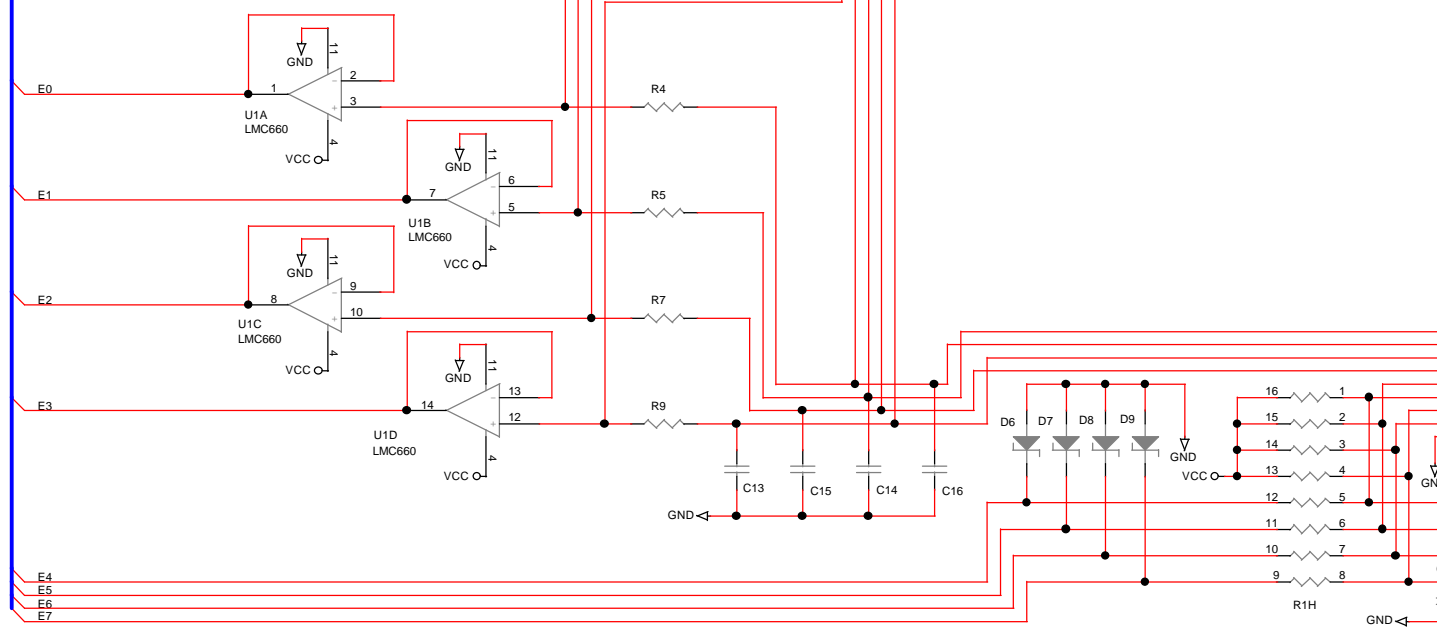 11
GND
2
E0
1
3
R4
U1A
LMC660
4
VCC
11
GND
6
E1
7
5
R5
U1B
LMC660
4
VCC
11
GND
9
E2
8
10
R7
U1C
LMC660
4
VCC
11
GND
13
E3
14
12
R9
U1D
LMC660
4
VCC
C13
C15
C14
C16
GND
D6
D7
D8
D9
GND
16
1
15
2
14
3
VCC
13
4
12
5
11
6
10
7
9
8
R1H
E4
E5
E6
E7
GND